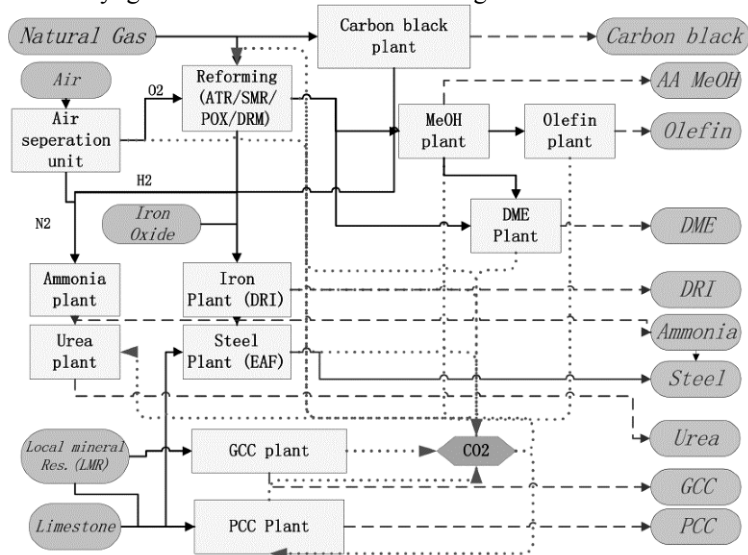 Natural Gas
Carbon black
plant
Carbon black
Air
Reforming
(ATR/SMR/
POX/DRM)
AA MeOH
O2
Air
seperation
unit
MeOH
plant
Olefin
plant
Olefin
H2
N2
Iron
Oxide
DME
Plant
DME
Ammonia
plant
Iron
Plant (DRI)
DRI
Urea
plant
Steel
Plant (EAF)
Ammonia
Steel
Local mineral
Res. (LMR)
GCC plant
CO2
Urea
GCC
Limestone
PCC Plant
PCC